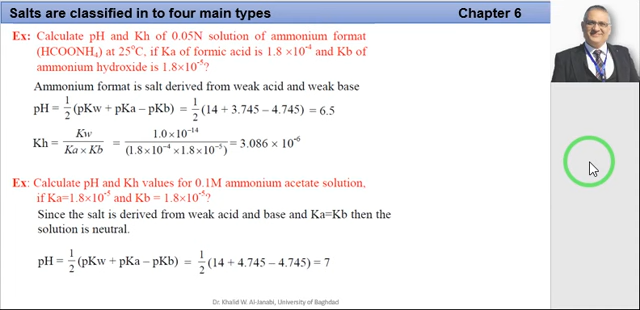 Salts are classified in to four main types
Chapter 6
Ex: Calculate pH and Kh of 0.05N solution of ammonium format
(HCOONH₄) at 25°C, if Ka of formic acid is 1.8 ×10⁻⁴ and Kb of
ammonium hydroxide is 1.8×10⁻⁵?
Ammonium format is salt derived from weak acid and weak base
pH = 1/2 (pKw + pKa – pKb) = 1/2 (14 + 3.745 – 4.745) = 6.5
Kh = Kw / Ka × Kb = 1.0×10⁻¹⁴ / (1.8×10⁻⁴ ×1.8×10⁻⁵) = 3.086 × 10⁻⁶
Ex: Calculate pH and Kh values for 0.1M ammonium acetate solution,
if Ka=1.8×10⁻⁵ and Kb = 1.8×10⁻⁵?
Since the salt is derived from weak acid and base and Ka=Kb then the
solution is neutral.
pH = 1/2 (pKw + pKa – pKb) = 1/2 (14 + 4.745 – 4.745) = 7
Dr. Khalid W. Al-Janabi, University of Baghdad